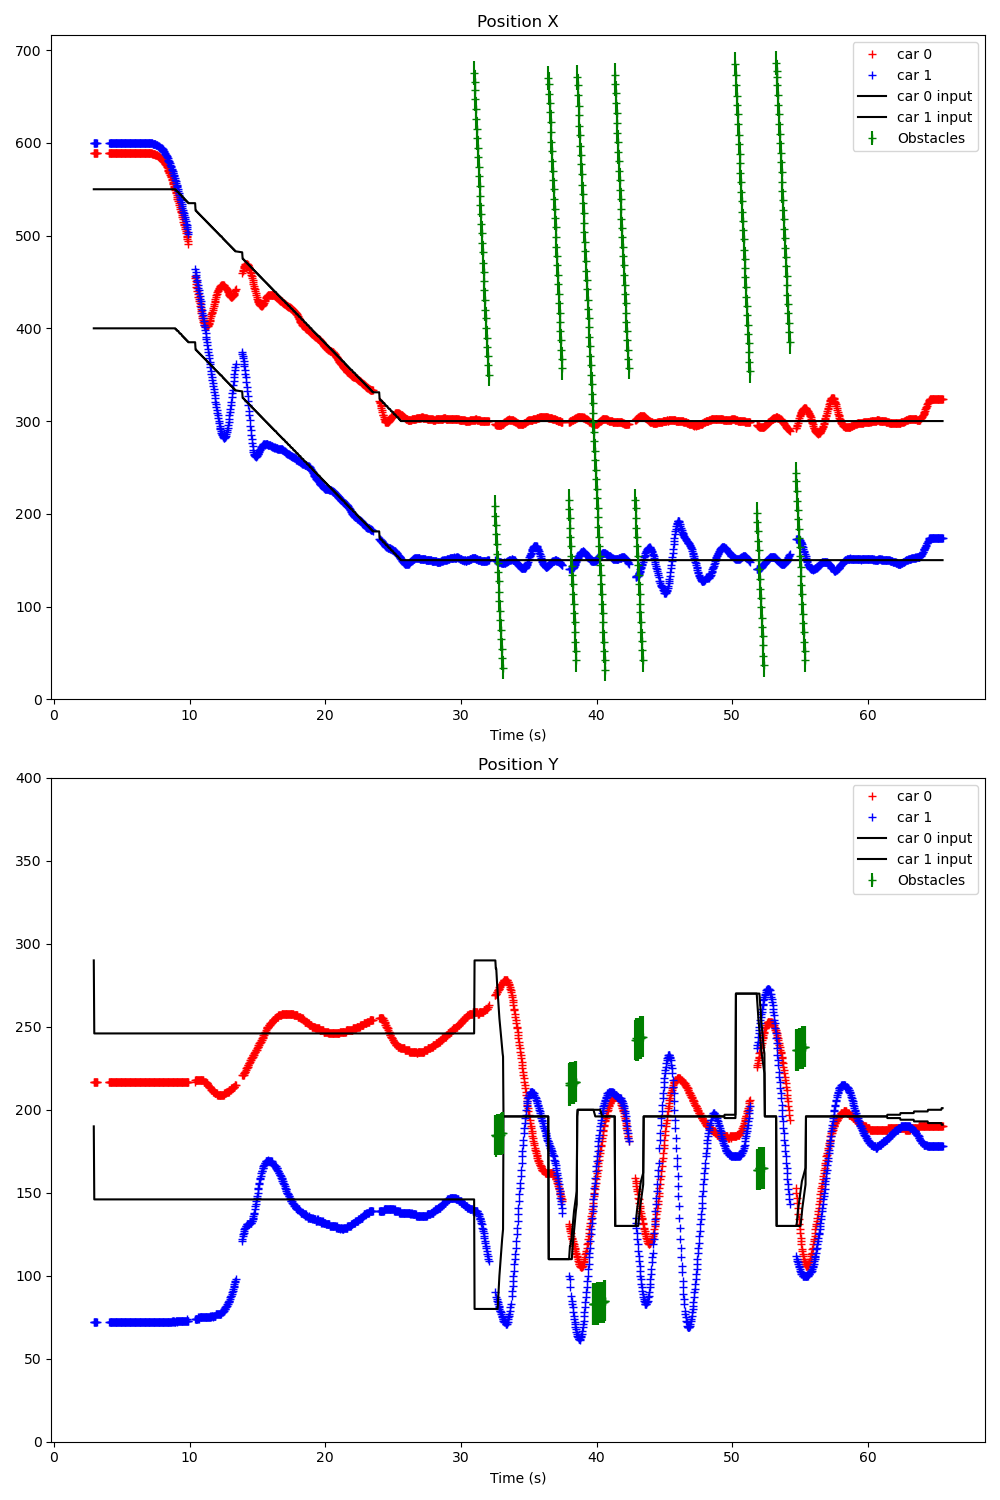 Position X
700
600
500
400
300
200
100
0
car 0
car 1
car 0 input
car 1 input
Obstacles
0 10 20 30 40 50 60
Time (s)
Position Y
400
350
300
250
200
150
100
50
0
car 0
car 1
car 0 input
car 1 input
Obstacles
0 10 20 30 40 50 60
Time (s)